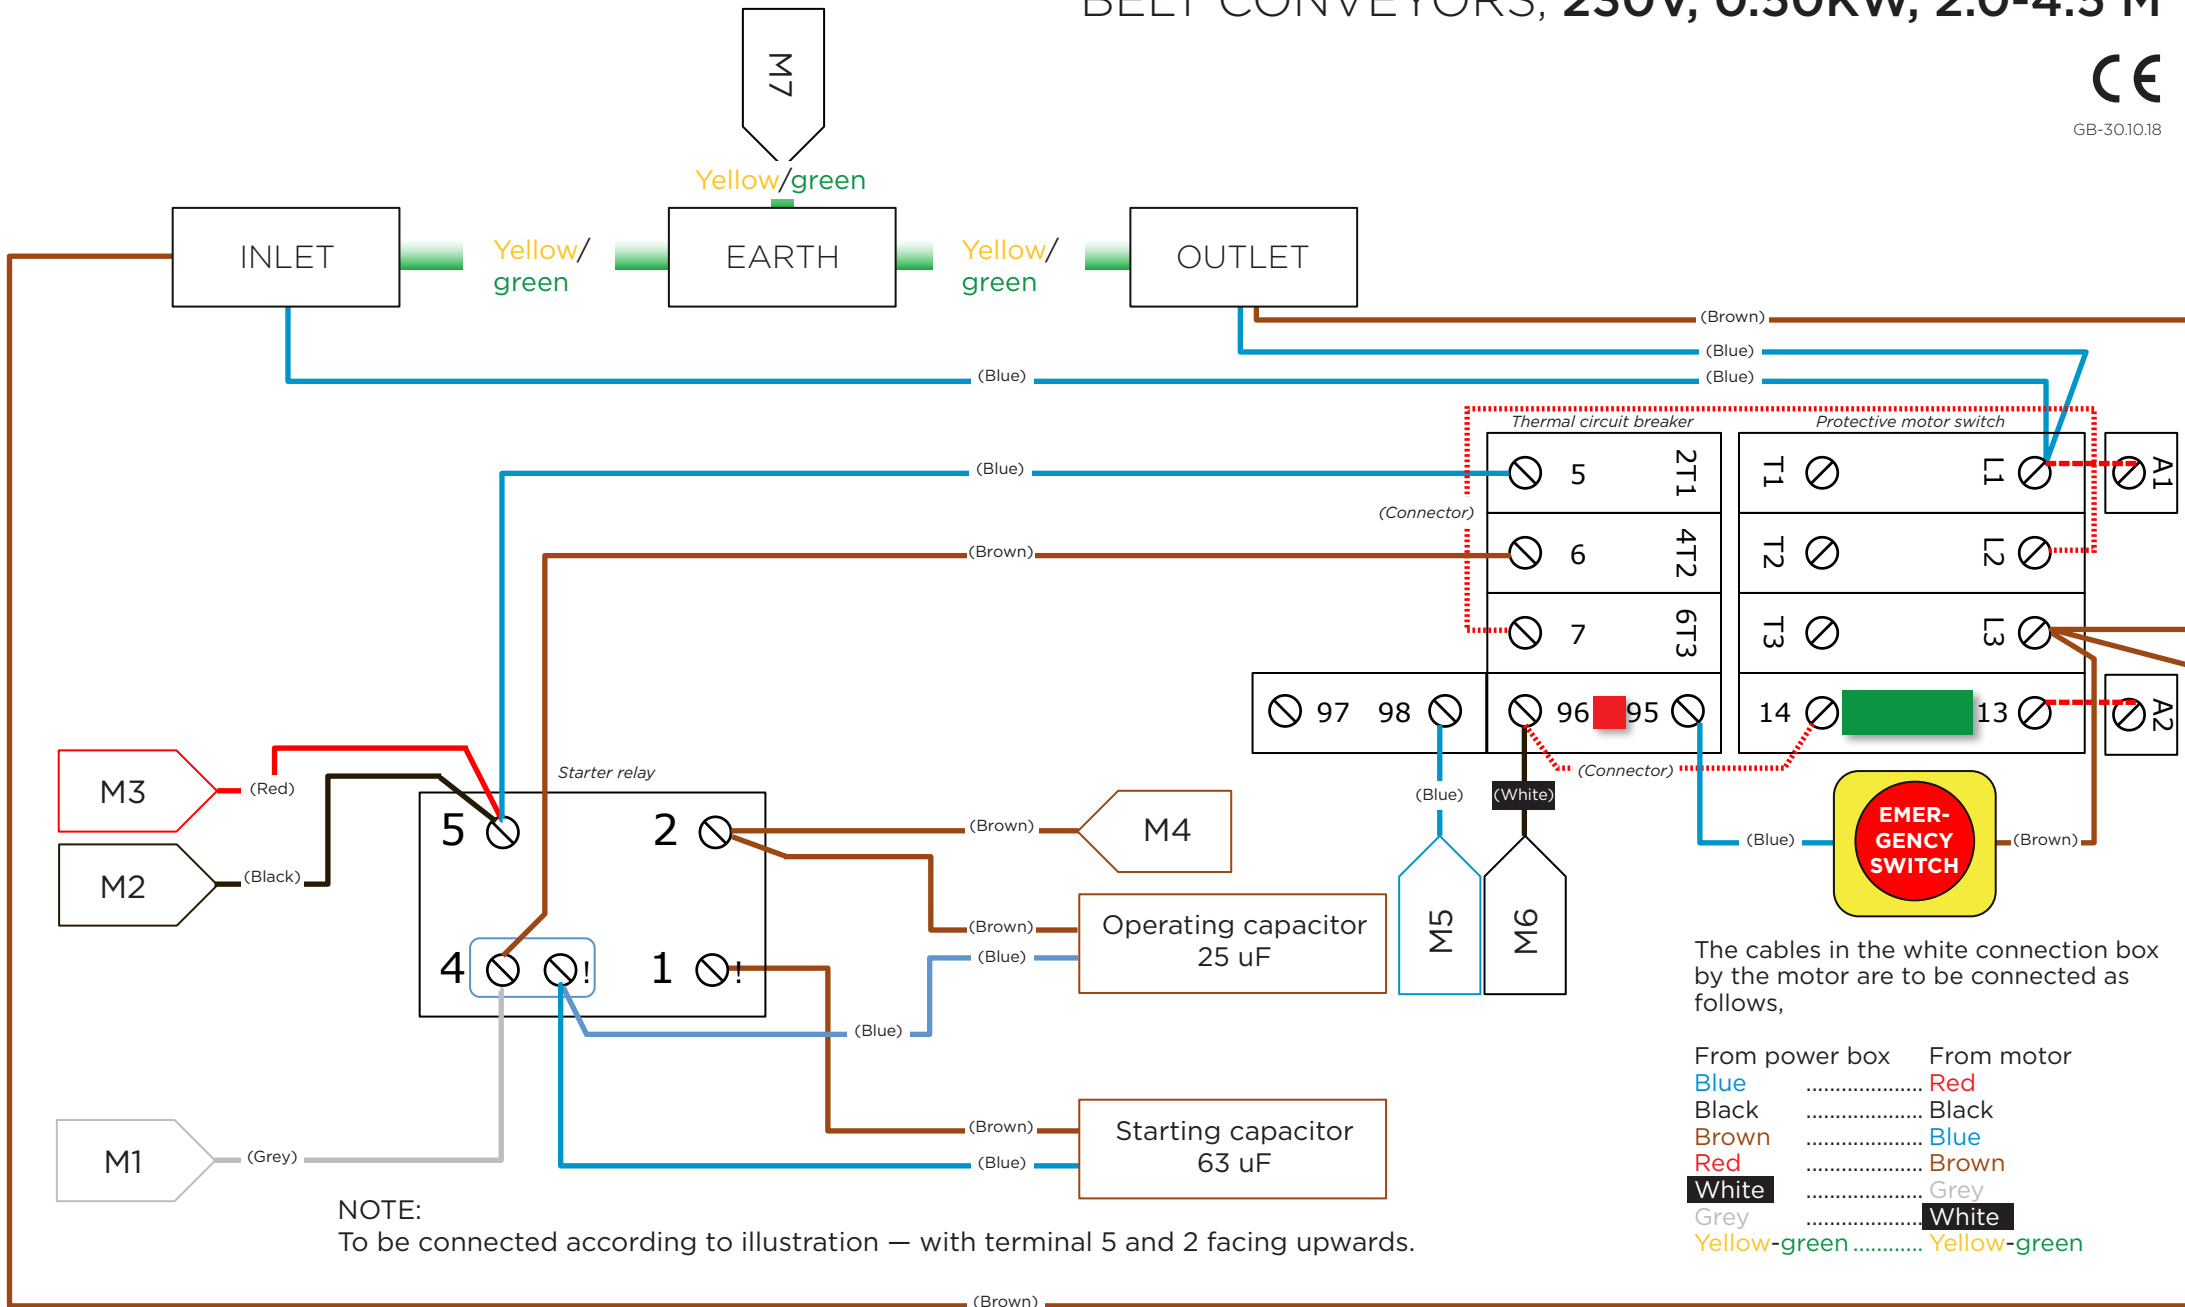 BELT CONVEYORS, 230V, 0.50KW, 2.0-4.5 M
CE
GB-30.10.18
M7
Yellow/green
INLET
Yellow/
green
EARTH
Yellow/
green
OUTLET
(Brown)
(Blue)
(Blue)
(Blue)
Thermal circuit breaker
Protective motor switch
(Blue)
5
2T1
T1
L1
A1
(Connector)
(Brown)
6
4T2
T2
L2
7
6T3
T3
L3
97
98
96
95
14
13
A2
M3
(Red)
Starter relay
(Connector)
(Blue)
(White)
M2
(Black)
5
2
(Brown)
M4
(Blue)
EMER-
GENCY
SWITCH
(Brown)
(Brown)
(Blue)
Operating capacitor
25 uF
M5
M6
4
!
1
!
(Blue)
The cables in the white connection box
by the motor are to be connected as
follows,
From power box From motor
Blue .................... Red
Black .................... Black
Brown .................... Blue
Red .................... Brown
White .................... Grey
Grey .................... White
Yellow-green ............ Yellow-green
M1
(Grey)
(Brown)
(Blue)
Starting capacitor
63 uF
NOTE:
To be connected according to illustration — with terminal 5 and 2 facing upwards.
(Brown)